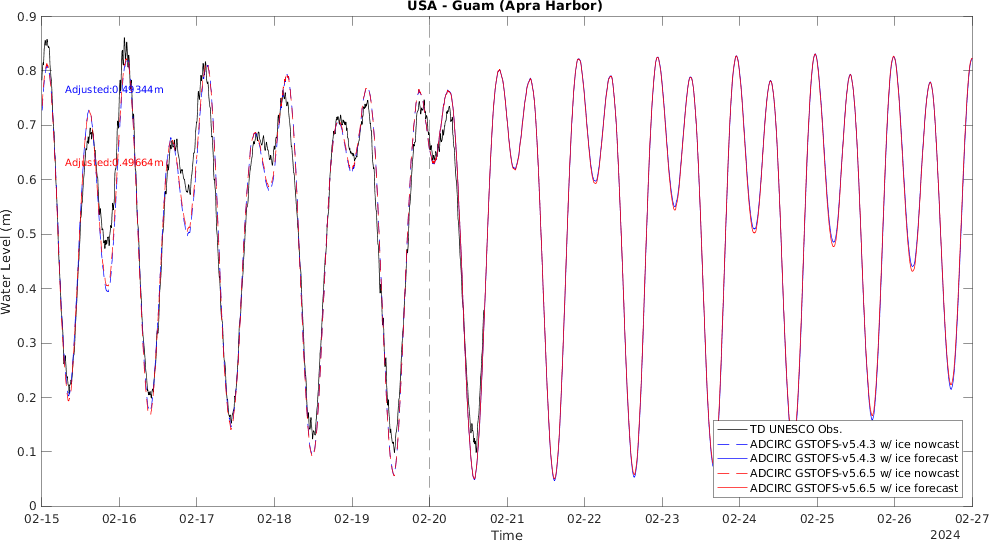 USA - Guam (Apra Harbor)
0.9
0.8
0.7
0.6
0.5
0.4
0.3
0.2
0.1
0
Water Level (m)
Adjusted:0.49344m
Adjusted:0.49664m
TD UNESCO Obs.
ADCIRC GSTOFS-v5.4.3 w/ ice nowcast
ADCIRC GSTOFS-v5.4.3 w/ ice forecast
ADCIRC GSTOFS-v5.6.5 w/ ice nowcast
ADCIRC GSTOFS-v5.6.5 w/ ice forecast
02-15 02-16 02-17 02-18 02-19 02-20 02-21 02-22 02-23 02-24 02-25 02-26 02-27
Time
2024